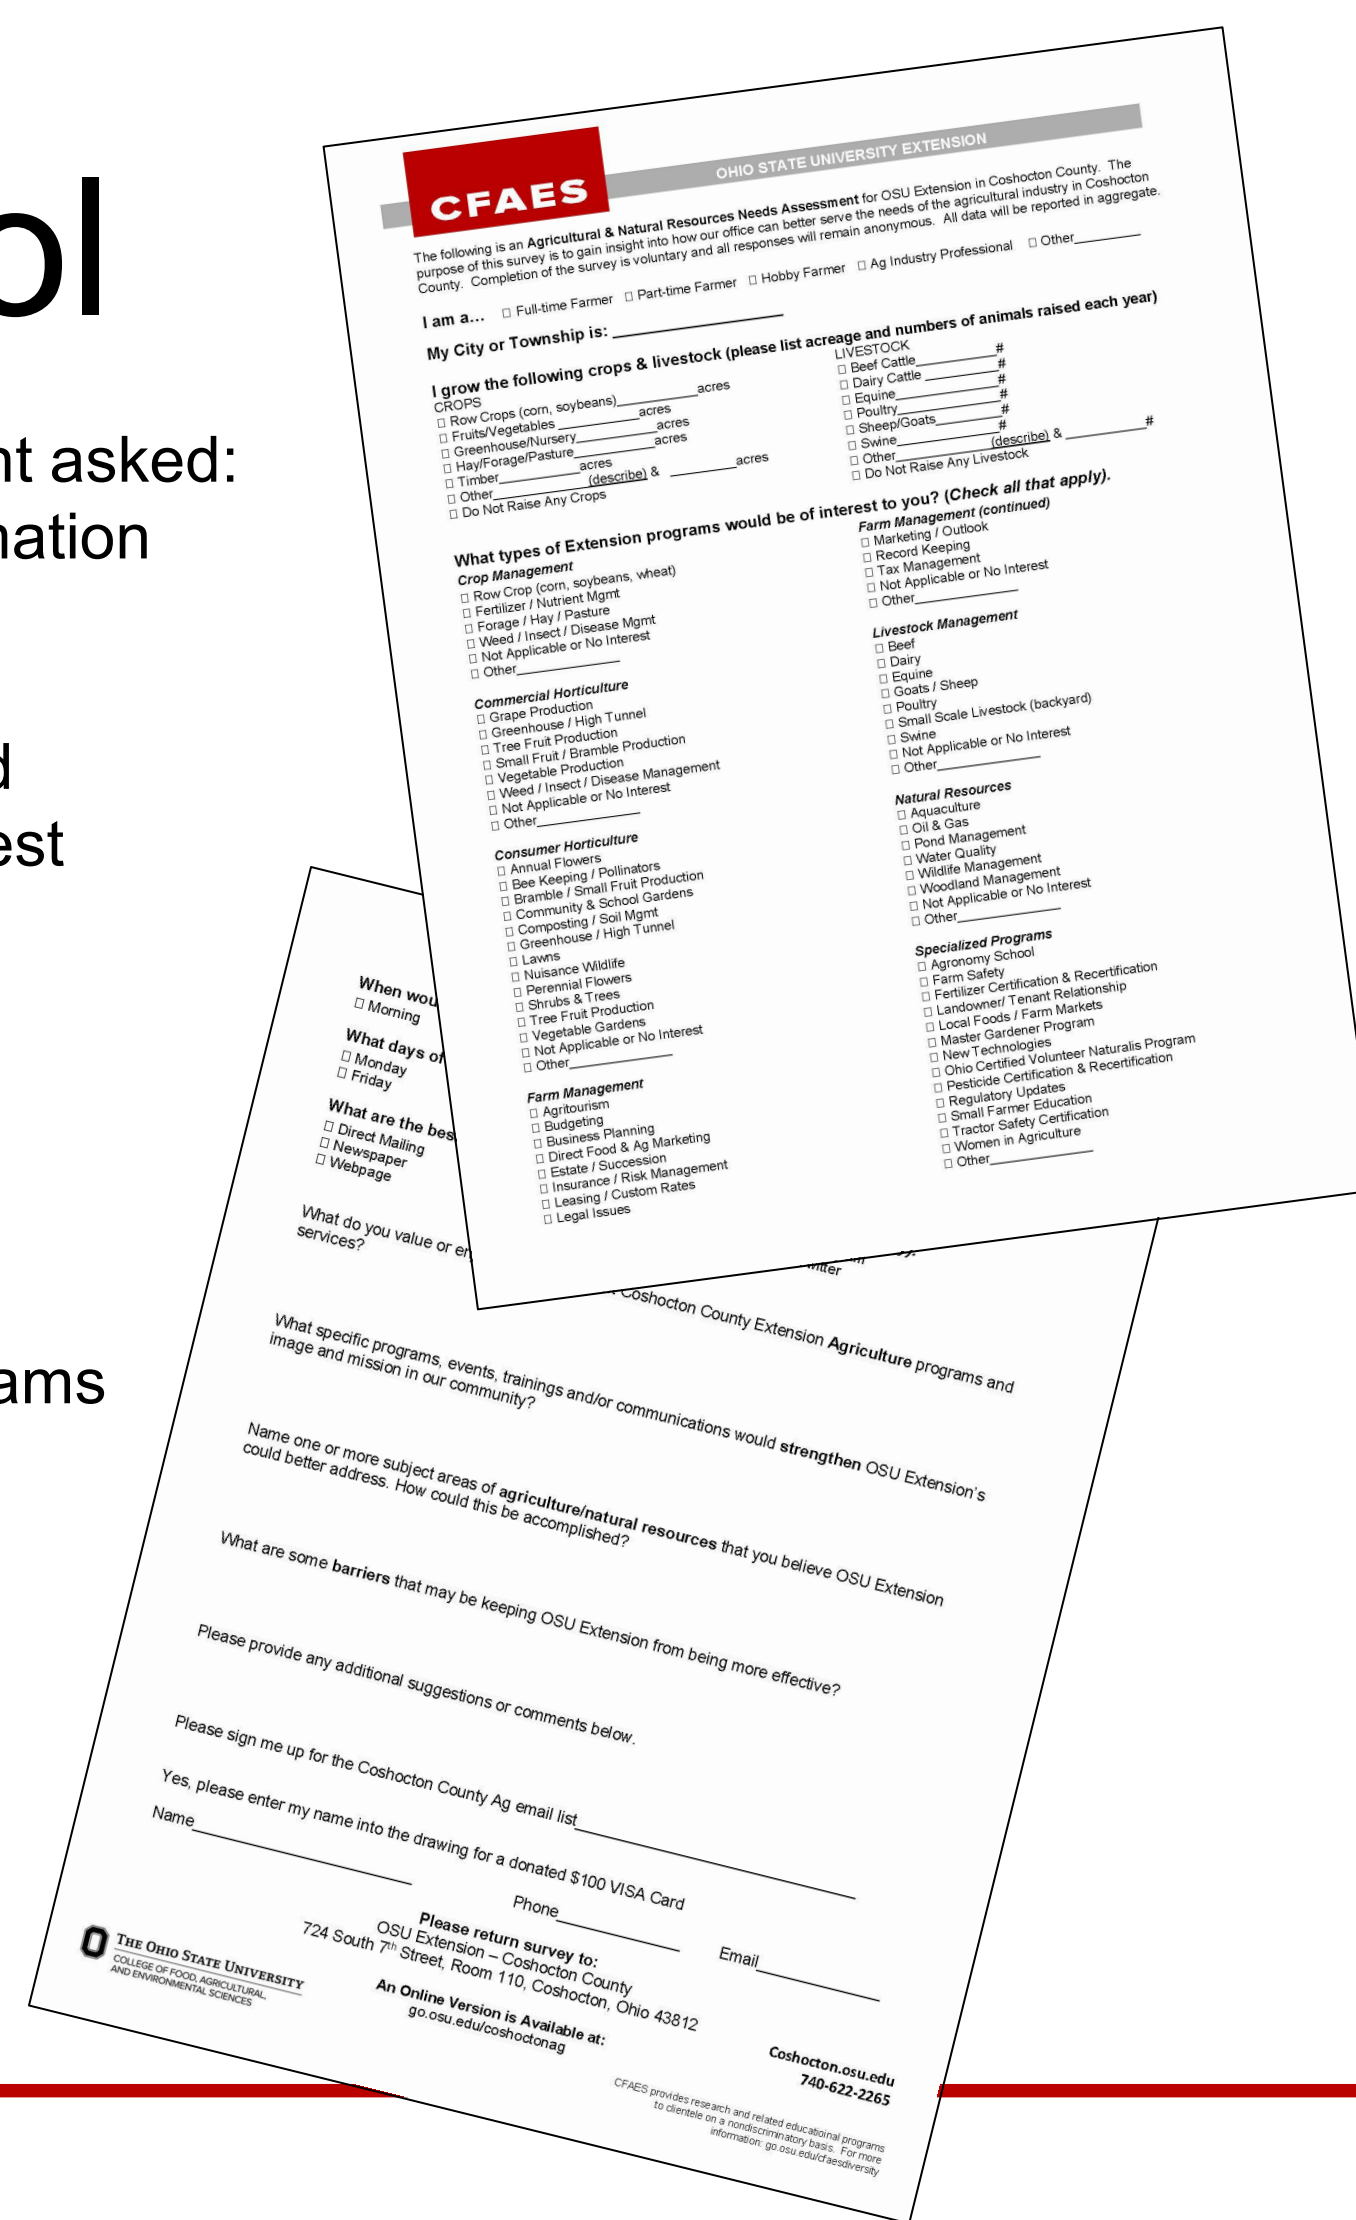 ol
nt asked:
mation
d
est
ams
CFAES
OHIO STATE UNIVERSITY EXTENSION
The following is an Agricultural & Natural Resources Needs Assessment for OSU Extension in Coshocton County. The
purpose of this survey is to gain insight into how our office can better serve the needs of the agricultural industry in Coshocton
County. Completion of the survey is voluntary and all responses will remain anonymous. All data will be reported in aggregate.
I am a… □ Full-time Farmer □ Part-time Farmer □ Hobby Farmer □ Ag Industry Professional □ Other
My City or Township is:
I grow the following crops & livestock (please list acreage and numbers of animals raised each year)
CROPS
□ Row Crops (corn, soybeans) acres
□ Fruits/Vegetables acres
□ Greenhouse/Nursery acres
□ Hay/Forage/Pasture acres
□ Timber acres
□ Other (describe) & acres
□ Do Not Raise Any Crops
LIVESTOCK
□ Beef Cattle #
□ Dairy Cattle #
□ Equine #
□ Poultry #
□ Sheep/Goats #
□ Swine #
□ Other (describe) & #
□ Do Not Raise Any Livestock
What types of Extension programs would be of interest to you? (Check all that apply).
Crop Management
□ Row Crop (corn, soybeans, wheat)
□ Fertilizer / Nutrient Mgmt
□ Forage / Hay / Pasture
□ Weed / Insect / Disease Mgmt
□ Not Applicable or No Interest
□ Other
Commercial Horticulture
□ Grape Production
□ Greenhouse / High Tunnel
□ Tree Fruit Production
□ Small Fruit / Bramble Production
□ Vegetable Production
□ Weed / Insect / Disease Management
□ Not Applicable or No Interest
□ Other
Consumer Horticulture
□ Annual Flowers
□ Bee Keeping / Pollinators
□ Bramble / Small Fruit Production
□ Community & School Gardens
□ Composting / Soil Mgmt
□ Greenhouse / High Tunnel
□ Lawns
□ Nuisance Wildlife
□ Perennial Flowers
□ Shrubs & Trees
□ Tree Fruit Production
□ Vegetable Gardens
□ Not Applicable or No Interest
□ Other
Farm Management
□ Agritourism
□ Budgeting
□ Business Planning
□ Direct Food & Ag Marketing
□ Estate / Succession
□ Insurance / Risk Management
□ Leasing / Custom Rates
□ Legal Issues
Farm Management (continued)
□ Marketing / Outlook
□ Record Keeping
□ Tax Management
□ Not Applicable or No Interest
□ Other
Livestock Management
□ Beef
□ Dairy
□ Equine
□ Goats / Sheep
□ Poultry
□ Small Scale Livestock (backyard)
□ Swine
□ Not Applicable or No Interest
□ Other
Natural Resources
□ Aquaculture
□ Oil & Gas
□ Pond Management
□ Water Quality
□ Wildlife Management
□ Woodland Management
□ Not Applicable or No Interest
□ Other
Specialized Programs
□ Agronomy School
□ Farm Safety
□ Fertilizer Certification & Recertification
□ Landowner/ Tenant Relationship
□ Local Foods / Farm Markets
□ Master Gardener Program
□ New Technologies
□ Ohio Certified Volunteer Naturalis Program
□ Pesticide Certification & Recertification
□ Regulatory Updates
□ Small Farmer Education
□ Tractor Safety Certification
□ Women in Agriculture
□ Other
When wou
□ Morning
What days of
□ Monday
□ Friday
What are the bes
□ Direct Mailing
□ Newspaper
□ Webpage
What do you value or en Coshocton County Extension Agriculture programs and
services?
What specific programs, events, trainings and/or communications would strengthen OSU Extension's
image and mission in our community?
Name one or more subject areas of agriculture/natural resources that you believe OSU Extension
could better address. How could this be accomplished?
What are some barriers that may be keeping OSU Extension from being more effective?
Please provide any additional suggestions or comments below.
Please sign me up for the Coshocton County Ag email list
Yes, please enter my name into the drawing for a donated $100 VISA Card
Name Phone Email
Please return survey to:
OSU Extension – Coshocton County
724 South 7th Street, Room 110, Coshocton, Ohio 43812
An Online Version is Available at:
go.osu.edu/coshoctonag
THE OHIO STATE UNIVERSITY
COLLEGE OF FOOD, AGRICULTURAL,
AND ENVIRONMENTAL SCIENCES
Coshocton.osu.edu
740-622-2265
CFAES provides research and related educatioinal programs
to clientele on a nondiscriminatory basis. For more
information: go.osu.edu/cfaesdiversity